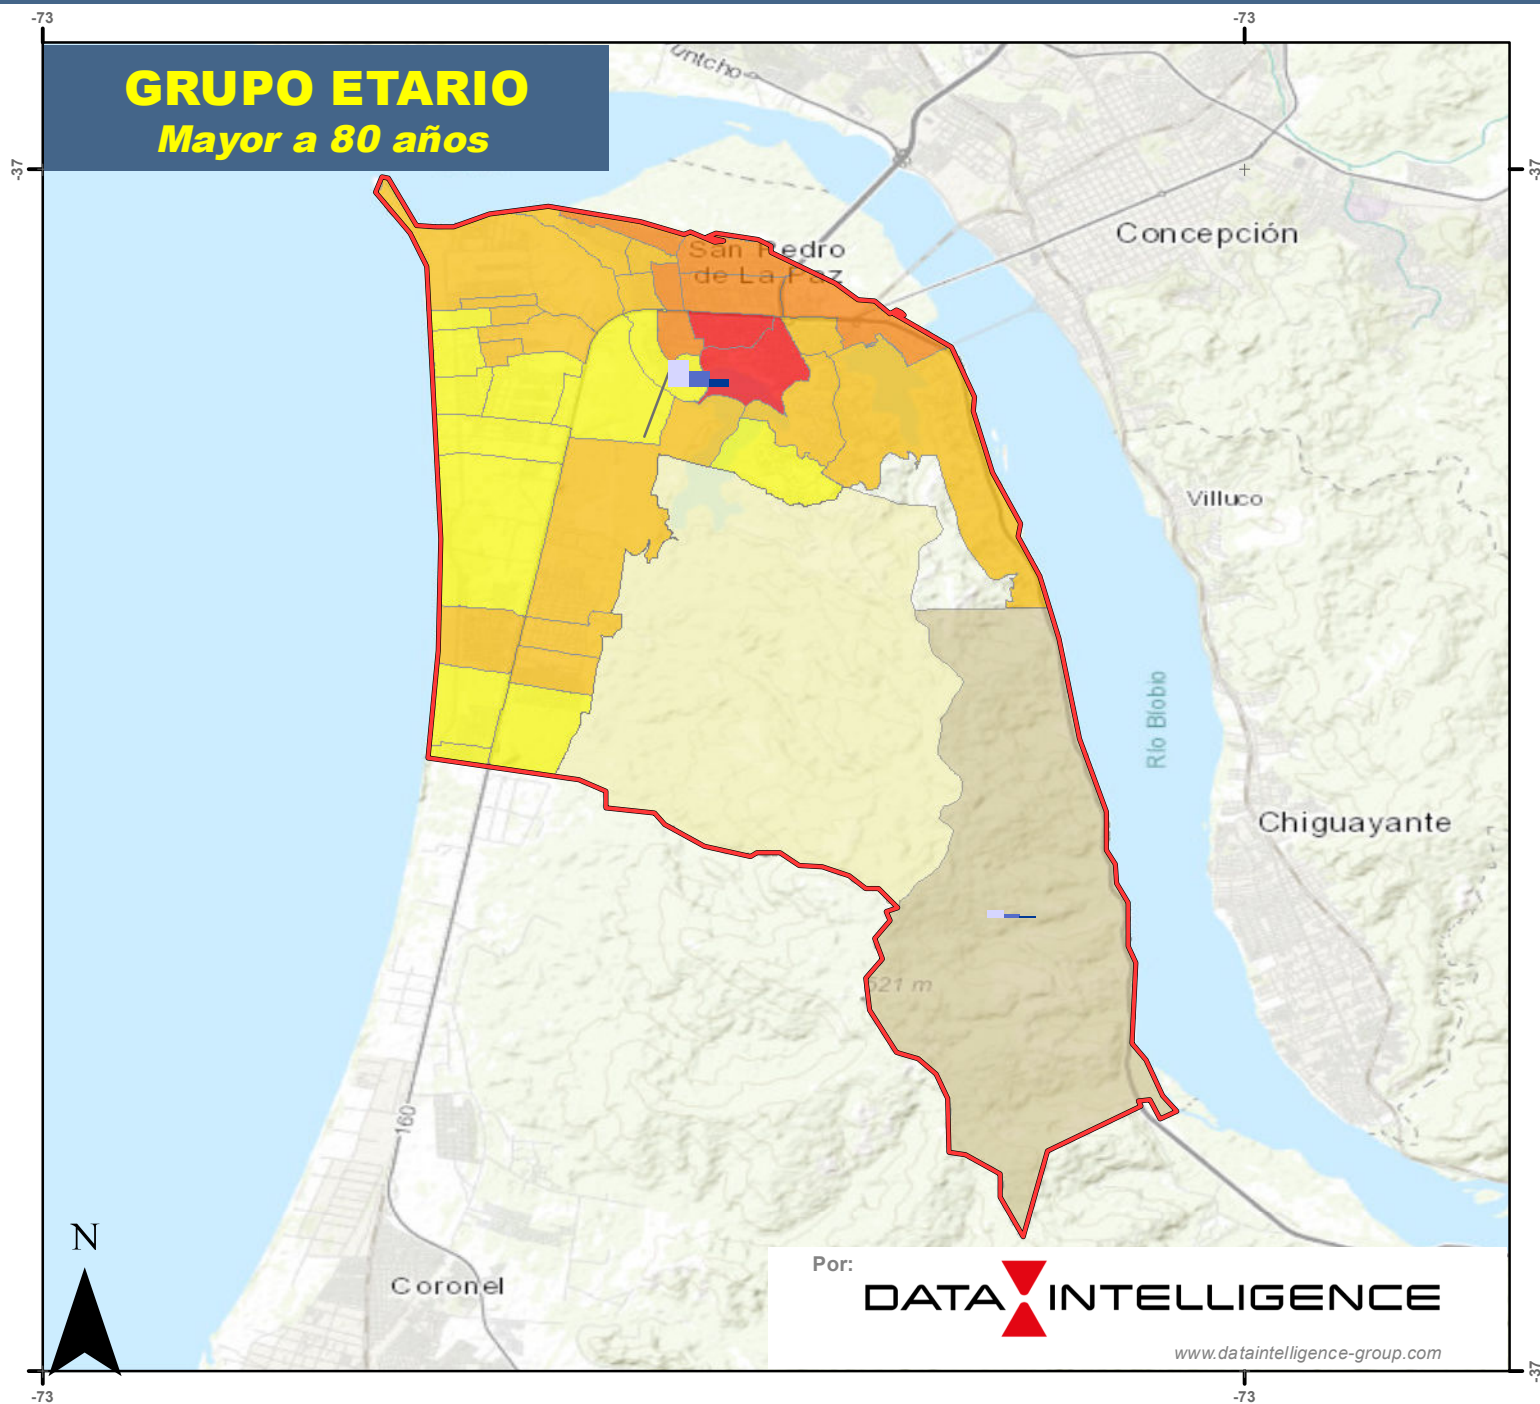 -73
-73
GRUPO ETARIO
Mayor a 80 años
-37
-37
San Pedro
de La Paz
Concepción
Villuco
Río Biobío
Chiguayante
521 m
160
N
Coronel
Por:
DATA INTELLIGENCE
www.dataintelligence-group.com
-37
-73
-73